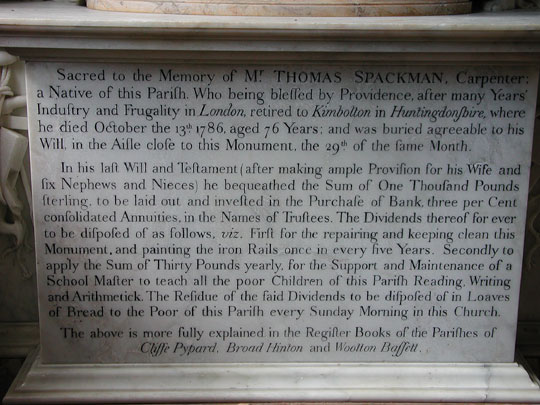 Sacred to the Memory of Mr. THOMAS SPACKMAN, Carpenter;
a Native of this Pariſh, Who being bleſſed by Providence, after many Years'
Induſtry and Frugality in London, retired to Kimbolton in Huntingdonſhire, where
he died October the 13th 1786, aged 76 Years; and was buried agreeable to his
Will, in the Aiſle cloſe to this Monument, the 29th of the ſame Month.
In his laſt Will and Teſtament (after making ample Proviſion for his Wife and
ſix Nephews and Nieces) he bequeathed the Sum of One Thouſand Pounds
ſterling, to be laid out and inveſted in the Purchaſe of Bank, three per Cent
conſolidated Annuities, in the Names of Truſtees. The Dividends thereof for ever
to be diſpoſed of as follows, viz. Firſt for the repairing and keeping clean this
Monument, and painting the iron Rails once in every five Years. Secondly to
apply the Sum of Thirty Pounds yearly, for the Support and Maintenance of a
School Maſter to teach all the poor Children of this Pariſh Reading, Writing
and Arithmetick. The Reſidue of the ſaid Dividends to be diſpoſed of in Loaves
of Bread to the Poor of this Pariſh every Sunday Morning in this Church.
The above is more fully explained in the Regiſter Books of the Pariſhes of
Cliffe Pypard, Broad Hinton and Wootton Baſſett.